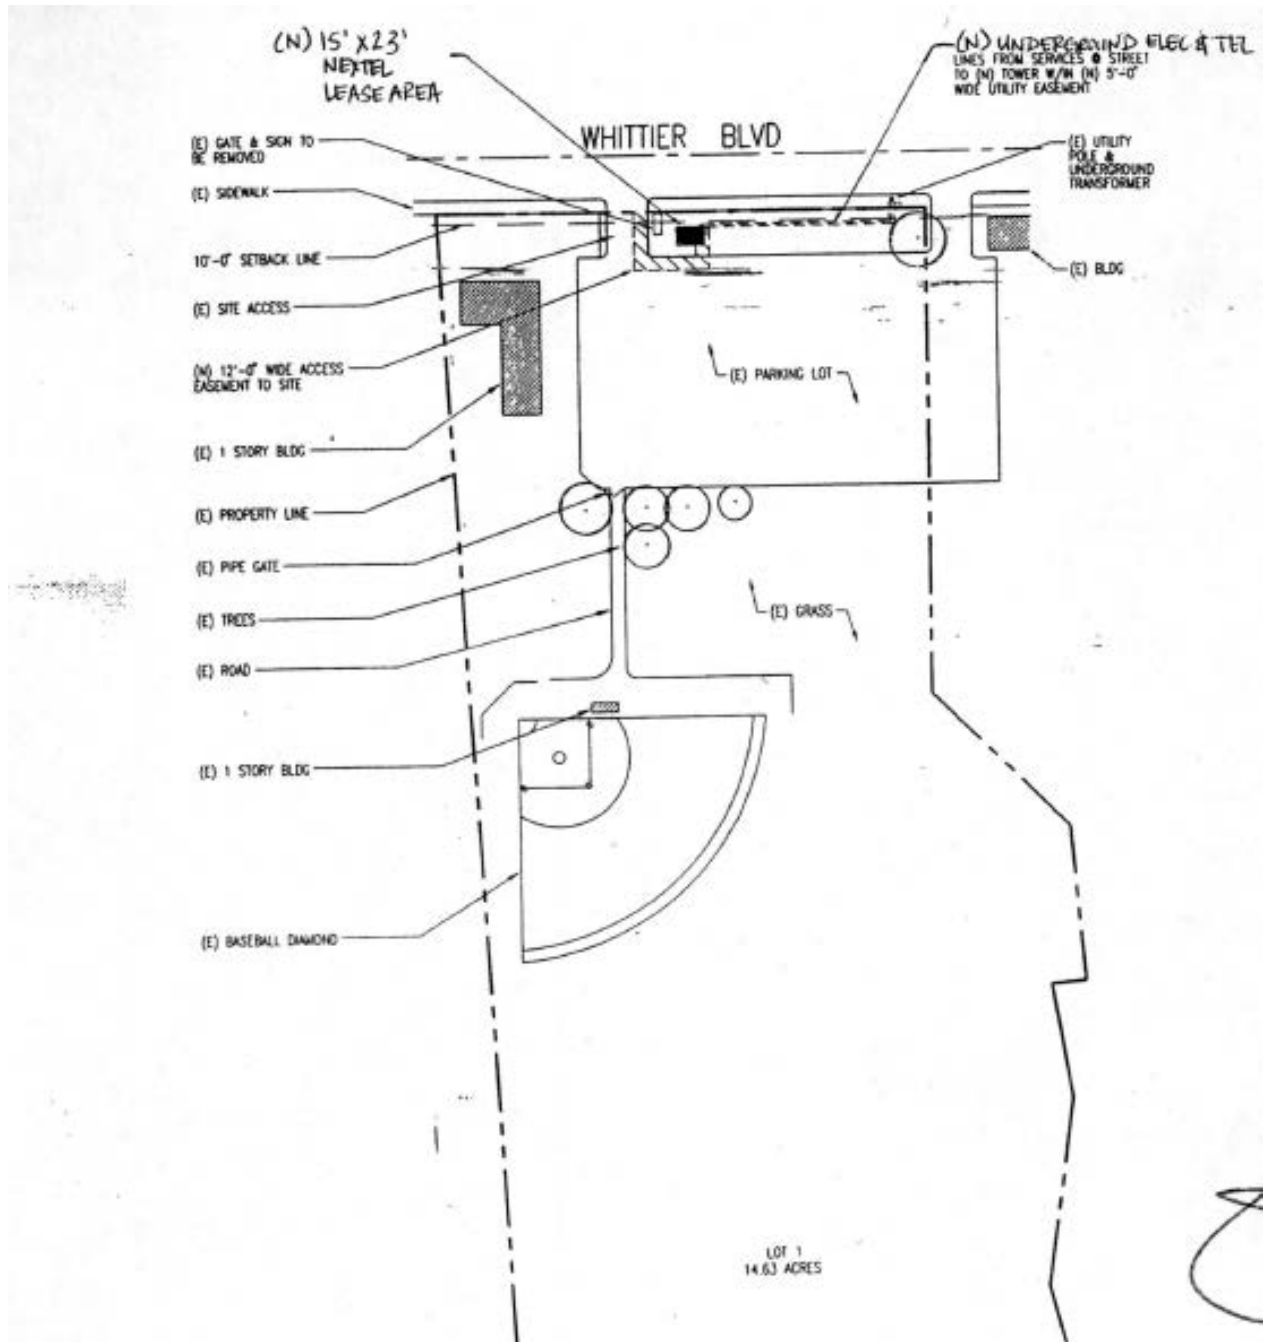 (N) 15' X 23'
NEXTEL
LEASE AREA
(N) UNDERGROUND ELEC & TEL
LINES FROM SERVICES @ STREET
TO (N) TOWER W/IN (N) 5'-0"
WIDE UTILITY EASEMENT
WHITTIER BLVD
(E) GATE & SIGN TO
BE REMOVED
(E) UTILITY
POLE &
UNDERGROUND
TRANSFORMER
(E) SIDEWALK
10'-0" SETBACK LINE
(E) BLDG
(E) SITE ACCESS
(N) 12'-0" WIDE ACCESS
EASEMENT TO SITE
(E) PARKING LOT
(E) 1 STORY BLDG
(E) PROPERTY LINE
(E) PIPE GATE
(E) TREES
(E) GRASS
(E) ROAD
(E) 1 STORY BLDG
(E) BASEBALL DIAMOND
LOT 1
14.63 ACRES